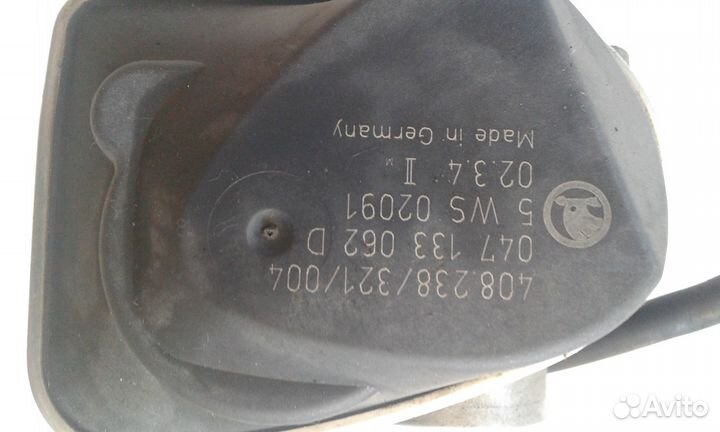 408.238/321/004
047 133 062 D
5 WS 02091
02.3.4 II M
Made in Germany
Avito